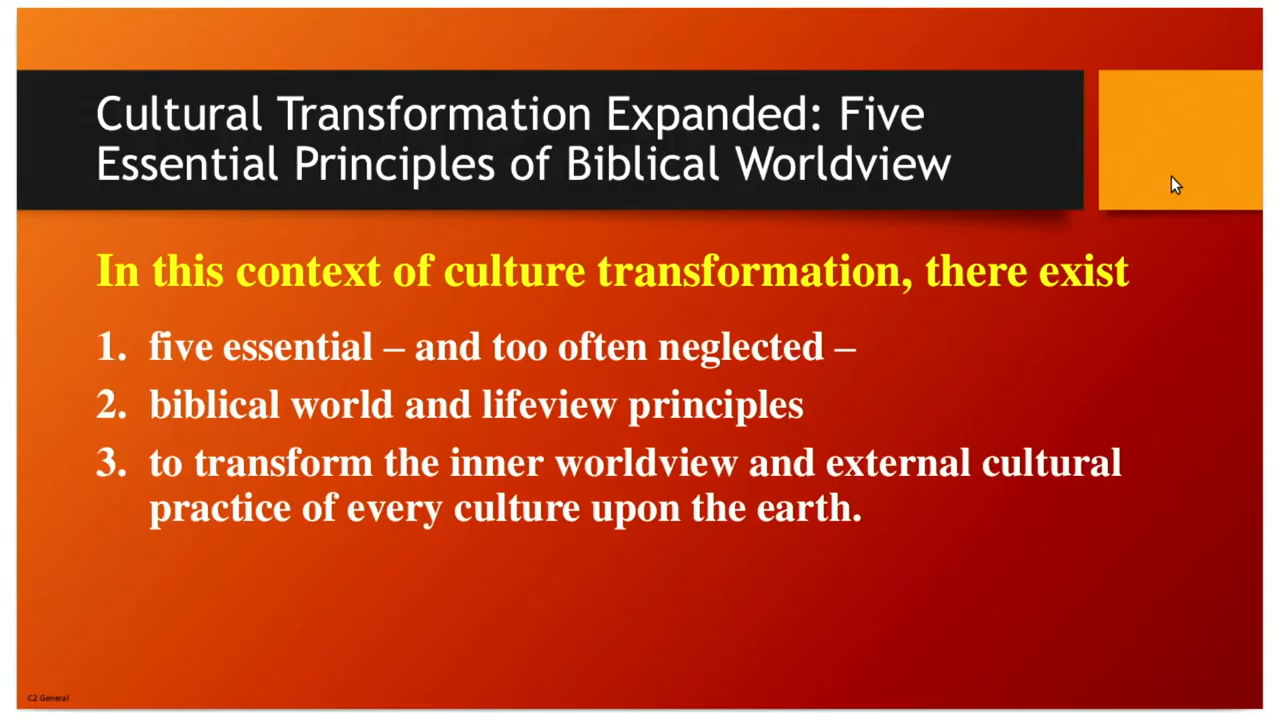 Cultural Transformation Expanded: Five
Essential Principles of Biblical Worldview
In this context of culture transformation, there exist
1. five essential – and too often neglected –
2. biblical world and lifeview principles
3. to transform the inner worldview and external cultural
practice of every culture upon the earth.
C2 General